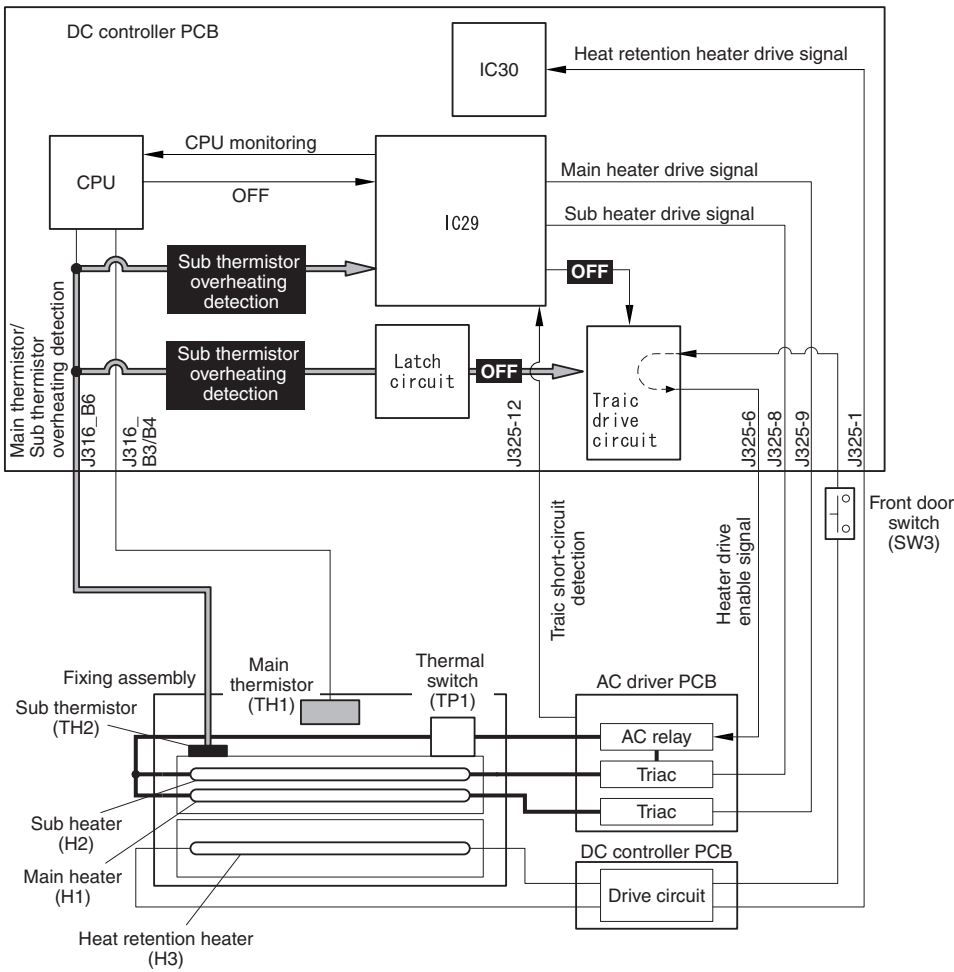 DC controller PCB
IC30
Heat retention heater drive signal
CPU
CPU monitoring
OFF
IC29
Main heater drive signal
Sub heater drive signal
Sub thermistor
overheating
detection
OFF
Sub thermistor
overheating
detection
Latch
circuit
OFF
Traic
drive
circuit
Main thermistor/
Sub thermistor
overheating detection
J316_B6
J316_
B3/B4
J325-12
J325-6
J325-8
J325-9
J325-1
Front door
switch
(SW3)
Traic short-circuit
detection
Heater drive
enable signal
Fixing assembly
Main
thermistor
(TH1)
Thermal
switch
(TP1)
Sub thermistor
(TH2)
AC driver PCB
AC relay
Triac
Triac
Sub heater
(H2)
Main heater
(H1)
Heat retention heater
(H3)
DC controller PCB
Drive circuit